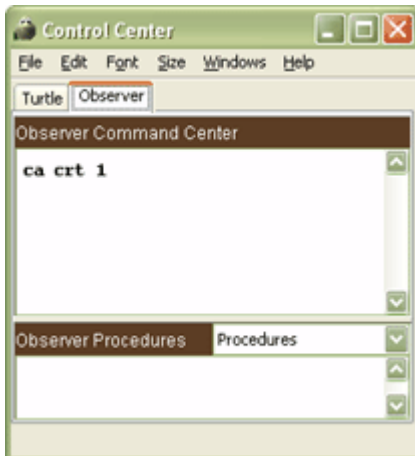 Control Center
File Edit Font Size Windows Help
Turtle Observer
Observer Command Center
ca crt 1
Observer Procedures Procedures